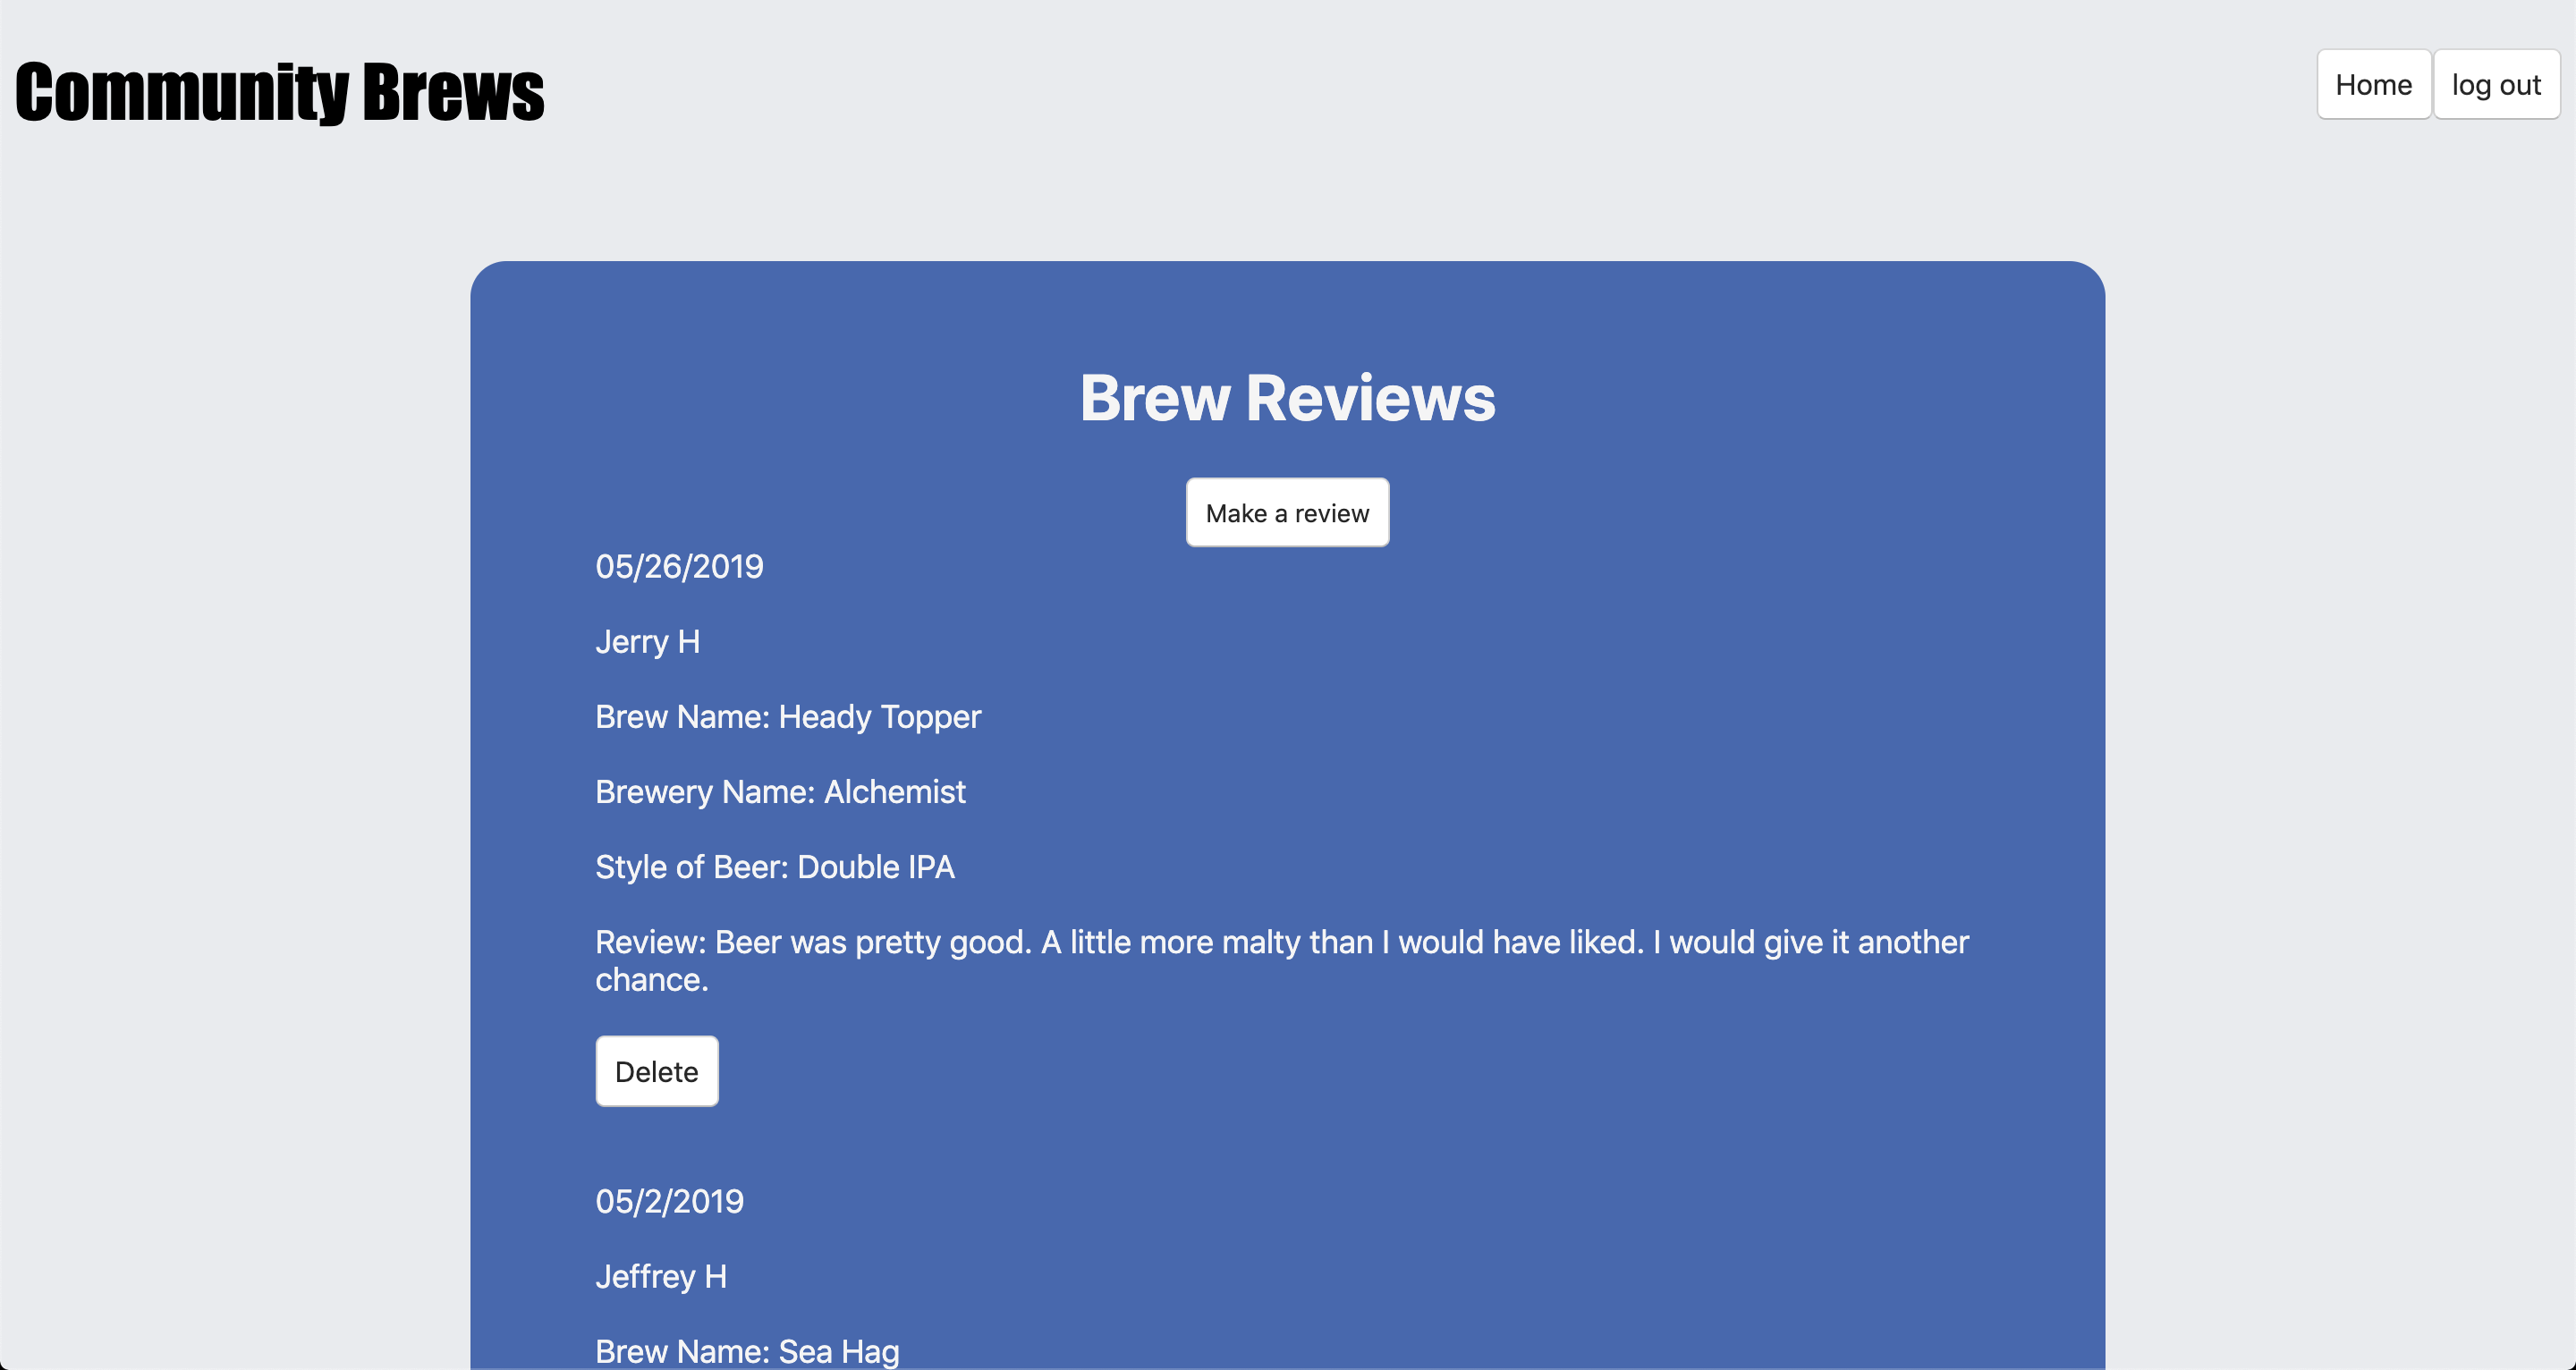 Community Brews
Home
log out
Brew Reviews
Make a review
05/26/2019
Jerry H
Brew Name: Heady Topper
Brewery Name: Alchemist
Style of Beer: Double IPA
Review: Beer was pretty good. A little more malty than I would have liked. I would give it another
chance.
Delete
05/2/2019
Jeffrey H
Brew Name: Sea Hag